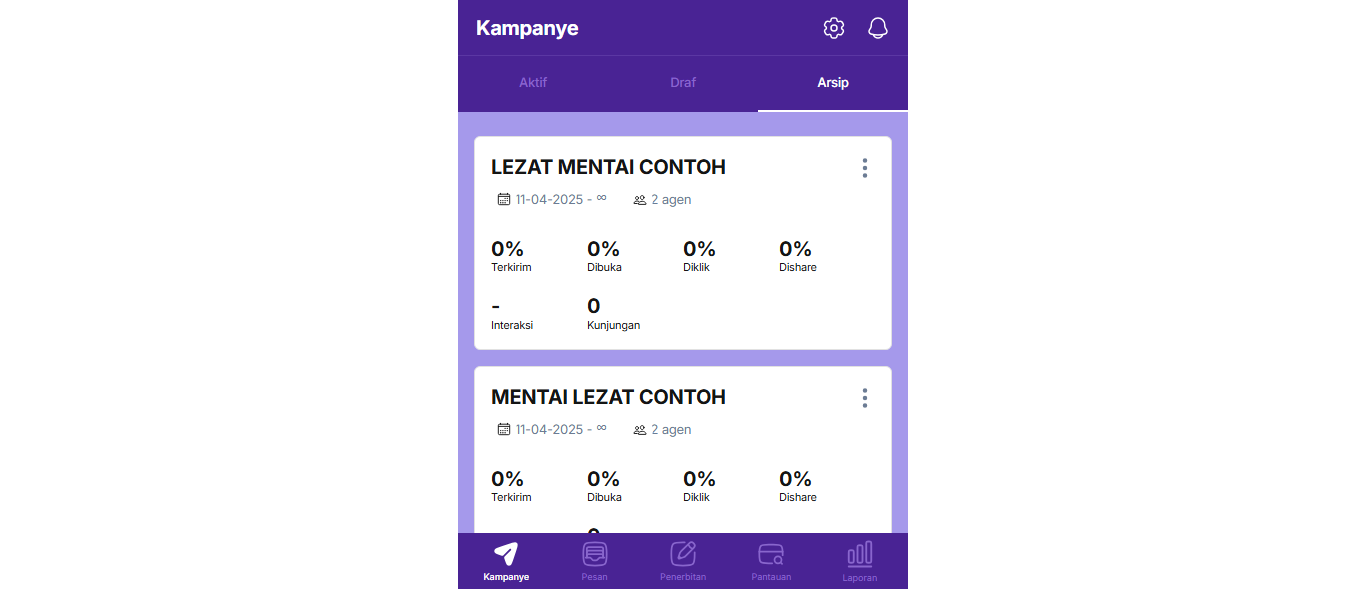 Kampanye
Aktif Draf Arsip
LEZAT MENTAI CONTOH
11-04-2025 - ∞ 2 agen
0% 0% 0% 0%
Terkirim Dibuka Diklik Dishare
- 0
Interaksi Kunjungan
MENTAI LEZAT CONTOH
11-04-2025 - ∞ 2 agen
0% 0% 0% 0%
Terkirim Dibuka Diklik Dishare
Kampanye Pesan Penerbitan Pantauan Laporan